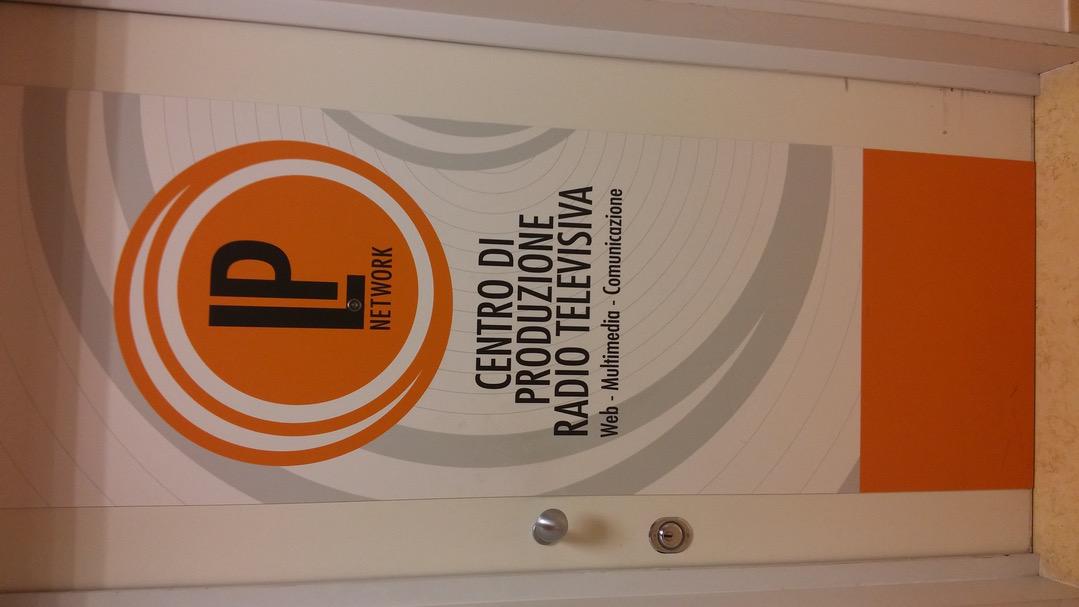 LP
NETWORK
CENTRO DI
PRODUZIONE
RADIO TELEVISIVA
Web - Multimedia - Comunicazione